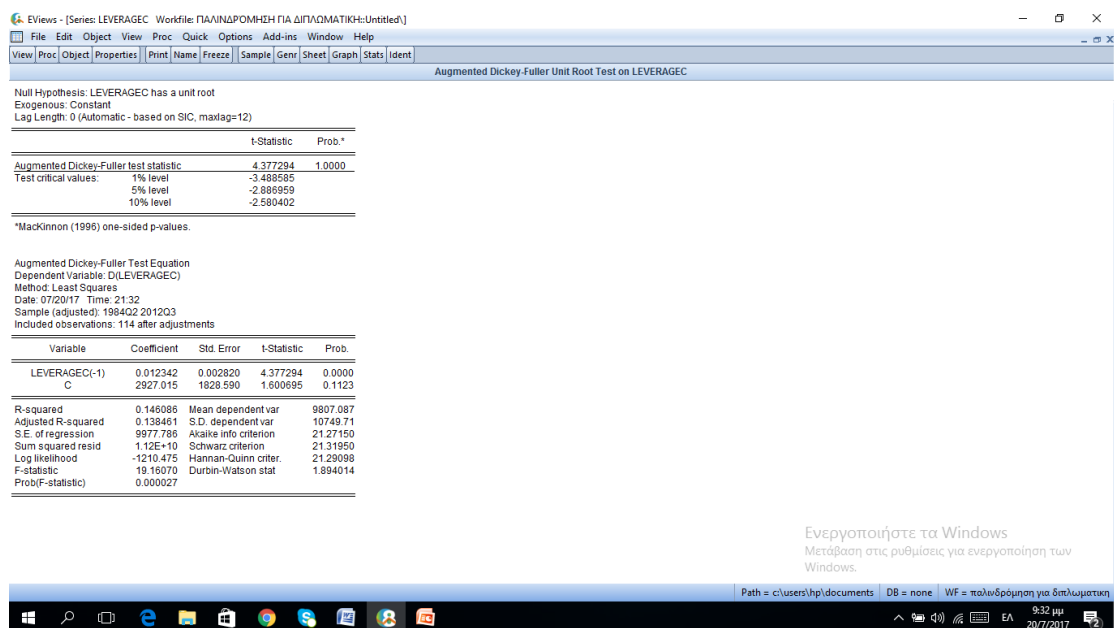 EViews - [Series: LEVERAGEC Workfile: ΠΑΛΙΝΔΡΌΜΗΣΗ ΓΙΑ ΔΙΠΛΩΜΑΤΙΚΗ::Untitled\]
File Edit Object View Proc Quick Options Add-ins Window Help
View Proc Object Properties Print Name Freeze Sample Genr Sheet Graph Stats Ident
Augmented Dickey-Fuller Unit Root Test on LEVERAGEC
Null Hypothesis: LEVERAGEC has a unit root
Exogenous: Constant
Lag Length: 0 (Automatic - based on SIC, maxlag=12)
t-Statistic Prob.*
Augmented Dickey-Fuller test statistic 4.377294 1.0000
Test critical values: 1% level -3.488585
5% level -2.886959
10% level -2.580402
*MacKinnon (1996) one-sided p-values.
Augmented Dickey-Fuller Test Equation
Dependent Variable: D(LEVERAGEC)
Method: Least Squares
Date: 07/20/17 Time: 21:32
Sample (adjusted): 1984Q2 2012Q3
Included observations: 114 after adjustments
Variable Coefficient Std. Error t-Statistic Prob.
LEVERAGEC(-1) 0.012342 0.002820 4.377294 0.0000
C 2927.015 1828.590 1.600695 0.1123
R-squared 0.146086 Mean dependent var 9807.087
Adjusted R-squared 0.138461 S.D. dependent var 10749.71
S.E. of regression 9977.786 Akaike info criterion 21.27150
Sum squared resid 1.12E+10 Schwarz criterion 21.31950
Log likelihood -1210.475 Hannan-Quinn criter. 21.29098
F-statistic 19.16070 Durbin-Watson stat 1.894014
Prob(F-statistic) 0.000027
Ενεργοποιήστε τα Windows
Μετάβαση στις ρυθμίσεις για ενεργοποίηση των
Windows.
Path = c:\users\hp\documents DB = none WF = παλινδρόμηση για διπλωματικη
ΕΛ 9:32 μμ
20/7/2017